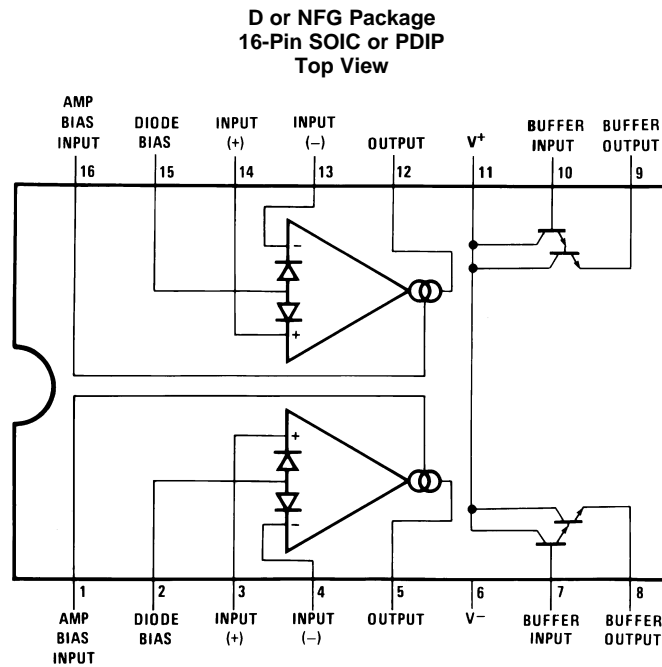 D or NFG Package
16-Pin SOIC or PDIP
Top View
AMP
BIAS
INPUT
DIODE
BIAS
INPUT
(+)
INPUT
(–)
OUTPUT
V+
BUFFER
INPUT
BUFFER
OUTPUT
16 15 14 13 12 11 10 9
–
+
+
–
1 2 3 4 5 6 7 8
AMP
BIAS
INPUT
DIODE
BIAS
INPUT
(+)
INPUT
(–)
OUTPUT
V–
BUFFER
INPUT
BUFFER
OUTPUT